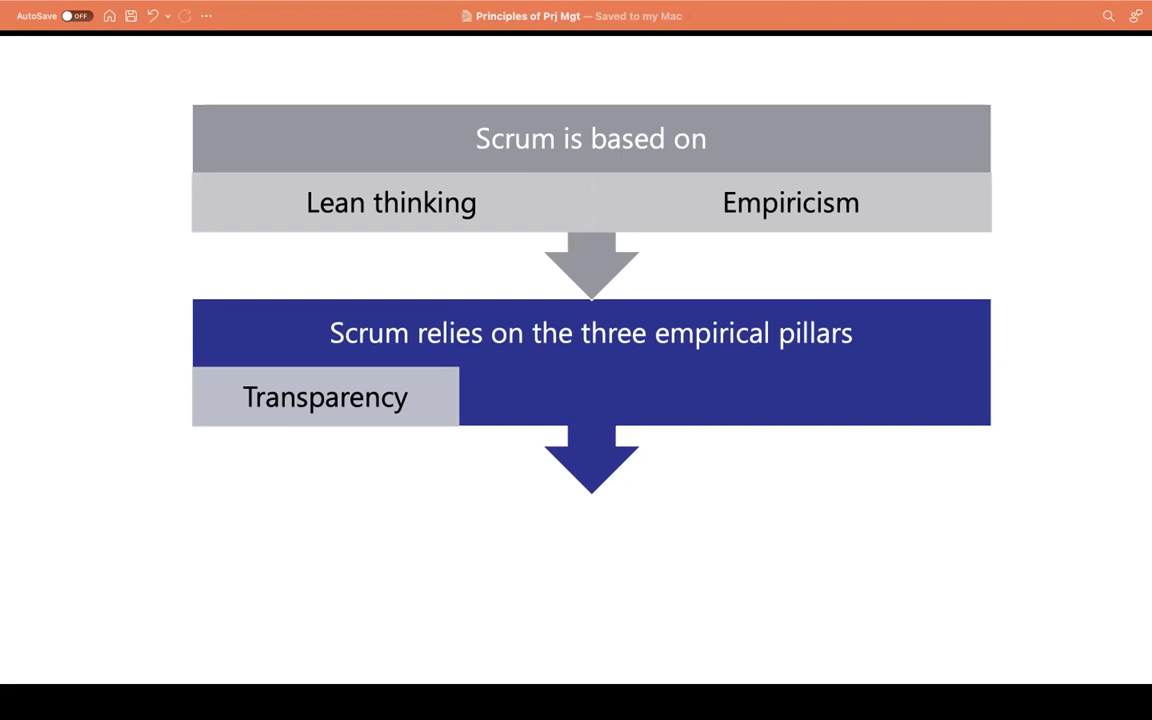 AutoSave OFF
Principles of Prj Mgt — Saved to my Mac
Scrum is based on
Lean thinking
Empiricism
Scrum relies on the three empirical pillars
Transparency